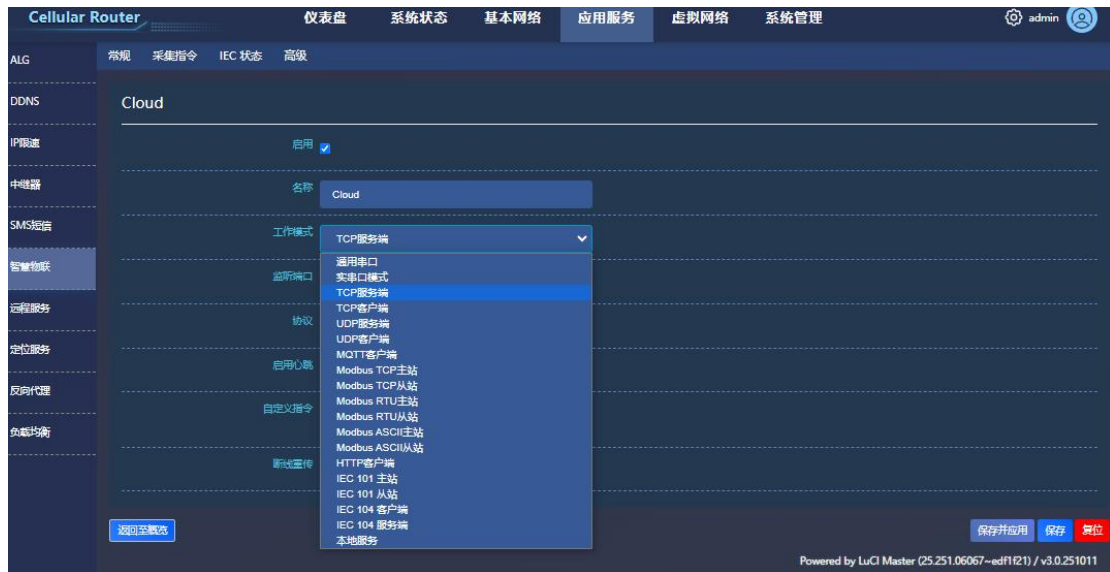 Cellular Router 仪表盘 系统状态 基本网络 应用服务 虚拟网络 系统管理 admin
常规 采集指令 IEC 状态 高级
ALG
DDNS
IP限速
中继器
SMS短信
智慧物联
远程服务
定位服务
反向代理
负载均衡
Cloud
启用
名称 Cloud
工作模式 TCP服务端
监听端口
协议
启用心跳
自定义指令
断线重传
通用串口
实串口模式
TCP服务端
TCP客户端
UDP服务端
UDP客户端
MQTT客户端
Modbus TCP主站
Modbus TCP从站
Modbus RTU主站
Modbus RTU从站
Modbus ASCII主站
Modbus ASCII从站
HTTP客户端
IEC 101 主站
IEC 101 从站
IEC 104 客户端
IEC 104 服务端
本地服务
返回至概览 保存并应用 保存 复位
Powered by LuCI Master (25.251.06067~edf1f21) / v3.0.251011